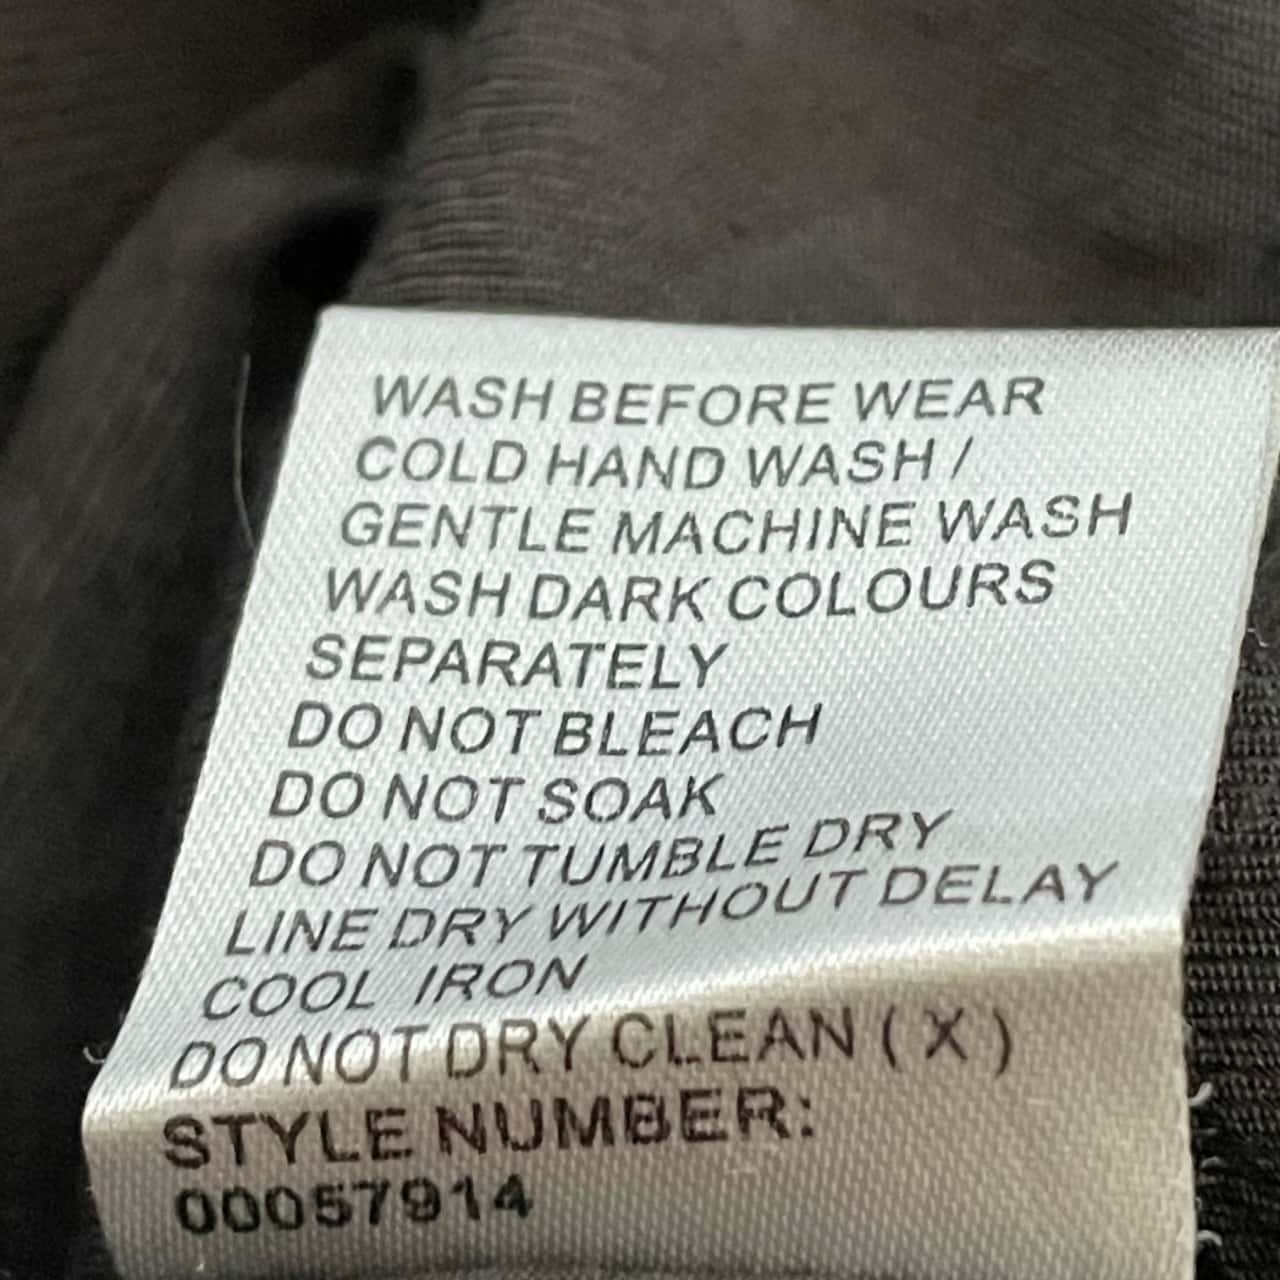 WASH BEFORE WEAR
COLD HAND WASH /
GENTLE MACHINE WASH
WASH DARK COLOURS
SEPARATELY
DO NOT BLEACH
DO NOT SOAK
DO NOT TUMBLE DRY
LINE DRY WITHOUT DELAY
COOL IRON
DO NOT DRY CLEAN ( X )
STYLE NUMBER:
00057914